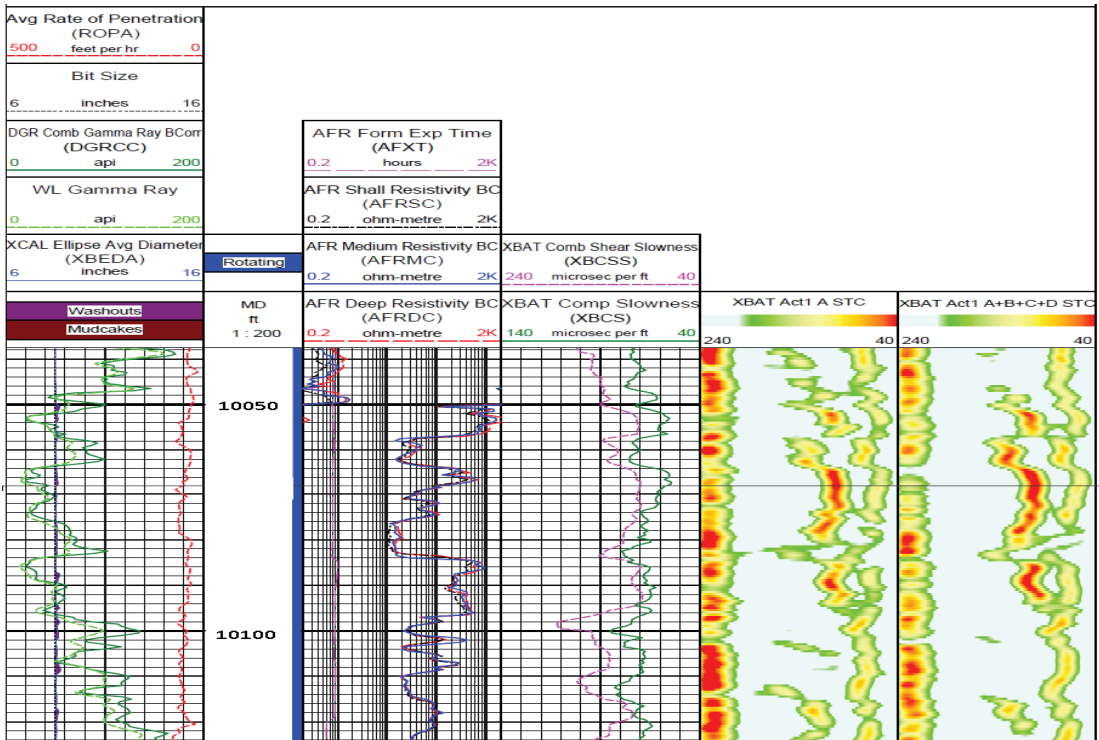 Avg Rate of Penetration
(ROPA)
500 feet per hr 0
Bit Size
6 inches 16
DGR Comb Gamma Ray BCorr
(DGRCC)
0 api 200
WL Gamma Ray
0 api 200
XCAL Ellipse Avg Diameter
(XBEDA)
6 inches 16
Washouts
Mudcakes
Rotating
MD
ft
1 : 200
AFR Form Exp Time
(AFXT)
0.2 hours 2K
AFR Shall Resistivity BC
(AFRSC)
0.2 ohm-metre 2K
AFR Medium Resistivity BC
(AFRMC)
0.2 ohm-metre 2K
AFR Deep Resistivity BC
(AFRDC)
0.2 ohm-metre 2K
XBAT Comb Shear Slowness
(XBCSS)
240 microsec per ft 40
XBAT Comp Slowness
(XBCS)
140 microsec per ft 40
XBAT Act1 A STC
240 40
XBAT Act1 A+B+C+D STC
240 40
10050
10100